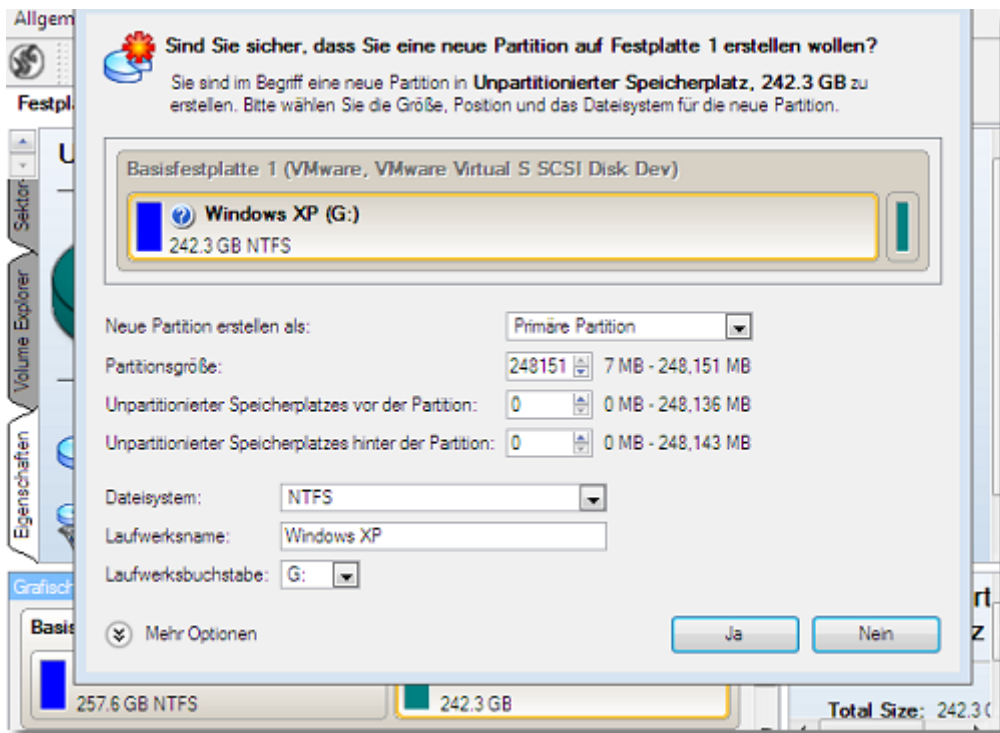 Allgem
Sind Sie sicher, dass Sie eine neue Partition auf Festplatte 1 erstellen wollen?
Sie sind im Begriff eine neue Partition in Unpartitionierter Speicherplatz, 242.3 GB zu
erstellen. Bitte wählen Sie die Größe, Position und das Dateisystem für die neue Partition.
Festpl
U
Basisfestplatte 1 (VMware, VMware Virtual S SCSI Disk Dev)
Windows XP (G:)
242.3 GB NTFS
Sektor
Volume Explorer
Eigenschaften
Neue Partition erstellen als: Primäre Partition
Partitionsgröße: 248151 7 MB - 248,151 MB
Unpartitionierter Speicherplatzes vor der Partition: 0 0 MB - 248,136 MB
Unpartitionierter Speicherplatzes hinter der Partition: 0 0 MB - 248,143 MB
Dateisystem: NTFS
Laufwerksname: Windows XP
Laufwerksbuchstabe: G:
Mehr Optionen Ja Nein
Grafisch
Basis
257.6 GB NTFS
242.3 GB
rt
z
Total Size: 242.3